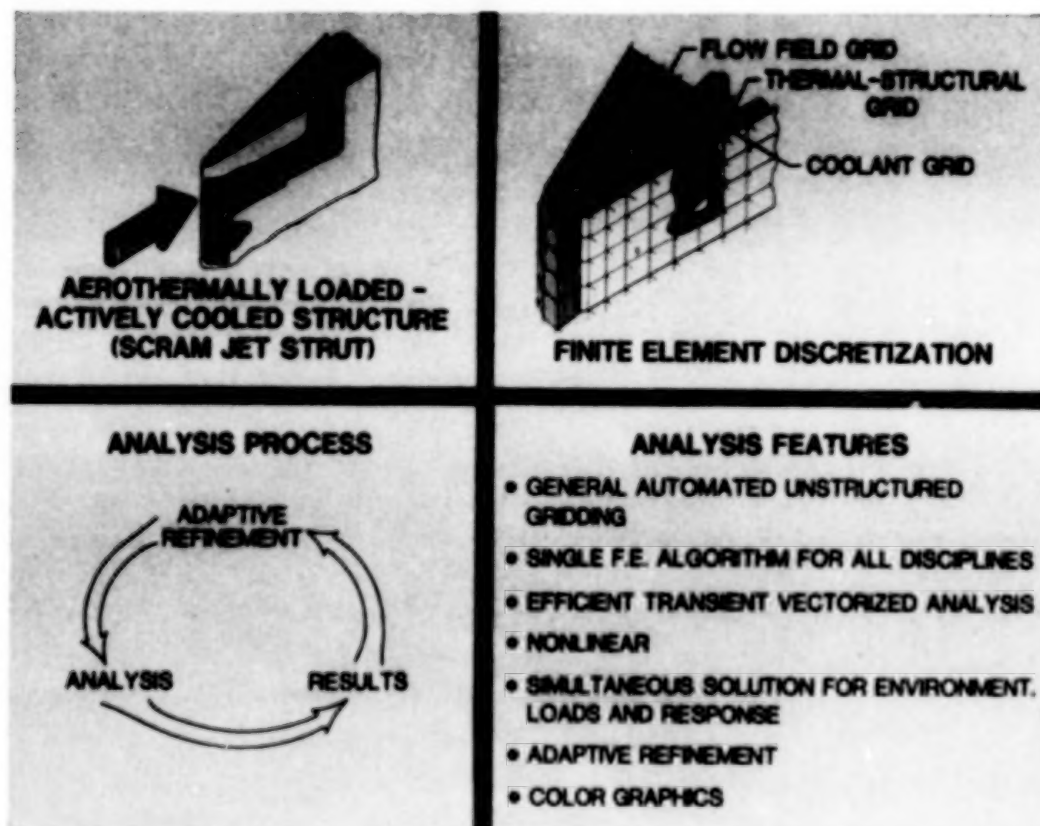 AEROTHERMALLY LOADED -
ACTIVELY COOLED STRUCTURE
(SCRAM JET STRUT)
FLOW FIELD GRID
THERMAL-STRUCTURAL
GRID
COOLANT GRID
FINITE ELEMENT DISCRETIZATION
ANALYSIS PROCESS
ADAPTIVE
REFINEMENT
ANALYSIS
RESULTS
ANALYSIS FEATURES
• GENERAL AUTOMATED UNSTRUCTURED
GRIDDING
• SINGLE F.E. ALGORITHM FOR ALL DISCIPLINES
• EFFICIENT TRANSIENT VECTORIZED ANALYSIS
• NONLINEAR
• SIMULTANEOUS SOLUTION FOR ENVIRONMENT.
LOADS AND RESPONSE
• ADAPTIVE REFINEMENT
• COLOR GRAPHICS